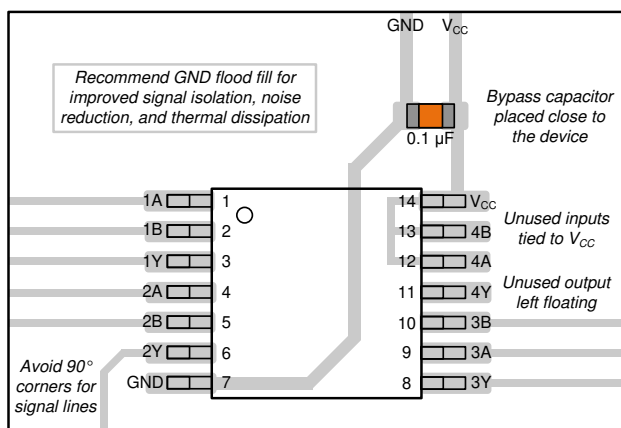 GND V_CC
Recommend GND flood fill for
improved signal isolation, noise
reduction, and thermal dissipation
Bypass capacitor
placed close to
the device
0.1 µF
1A 1 14 V_CC
1B 2 13 4B
Unused inputs
tied to V_CC
1Y 3 12 4A
2A 4 11 4Y
Unused output
left floating
2B 5 10 3B
2Y 6 9 3A
GND 7 8 3Y
Avoid 90°
corners for
signal lines